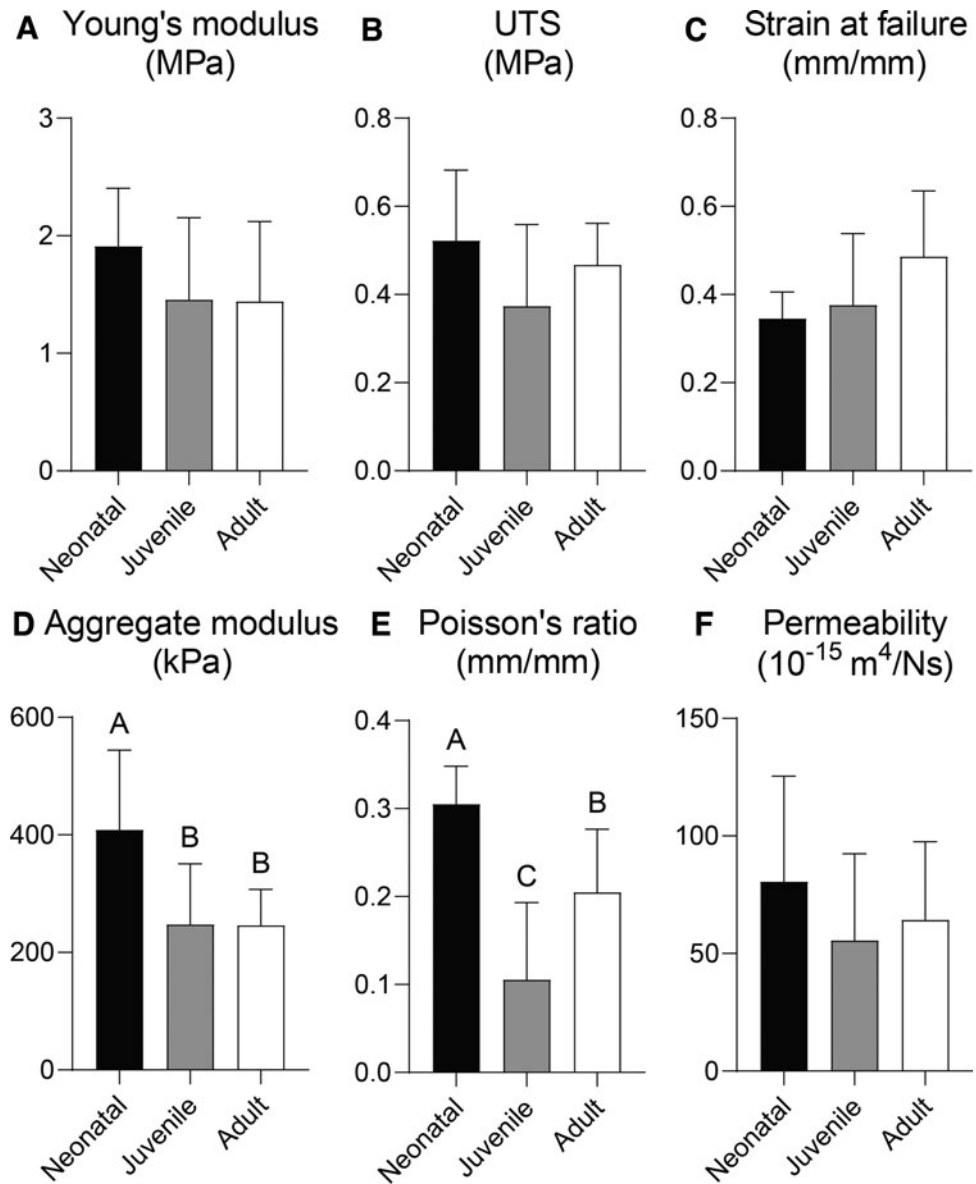 A Young's modulus
(MPa)
3
2
1
0
Neonatal
Juvenile
Adult
B UTS
(MPa)
0.8
0.6
0.4
0.2
0.0
Neonatal
Juvenile
Adult
C Strain at failure
(mm/mm)
0.8
0.6
0.4
0.2
0.0
Neonatal
Juvenile
Adult
D Aggregate modulus
(kPa)
600
400
200
0
A
B
B
Neonatal
Juvenile
Adult
E Poisson's ratio
(mm/mm)
0.4
0.3
0.2
0.1
0.0
A
C
B
Neonatal
Juvenile
Adult
F Permeability
(10⁻¹⁵ m⁴/Ns)
150
100
50
0
Neonatal
Juvenile
Adult